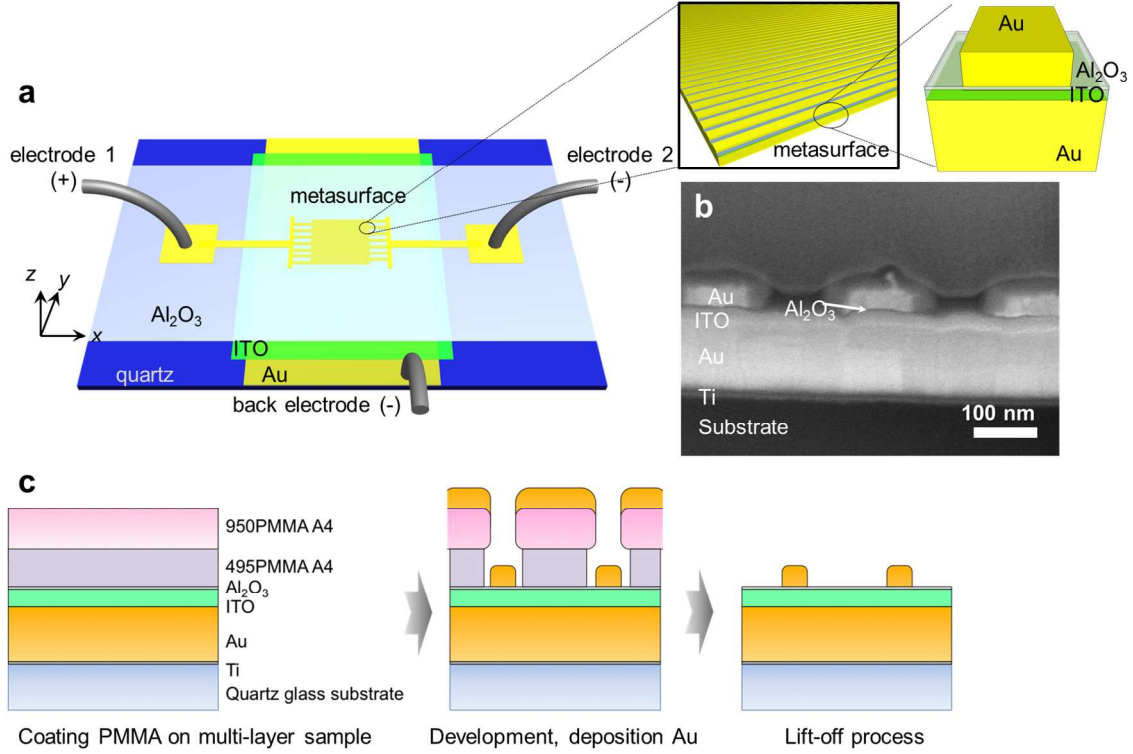 a
electrode 1
(+)
electrode 2
(-)
metasurface
z
y
x
Al₂O₃
ITO
quartz
Au
back electrode (-)
metasurface
Au
Al₂O₃
ITO
Au
b
Au
Al₂O₃
ITO
Au
Ti
100 nm
Substrate
c
950PMMA A4
495PMMA A4
Al₂O₃
ITO
Au
Ti
Quartz glass substrate
Coating PMMA on multi-layer sample
Development, deposition Au
Lift-off process